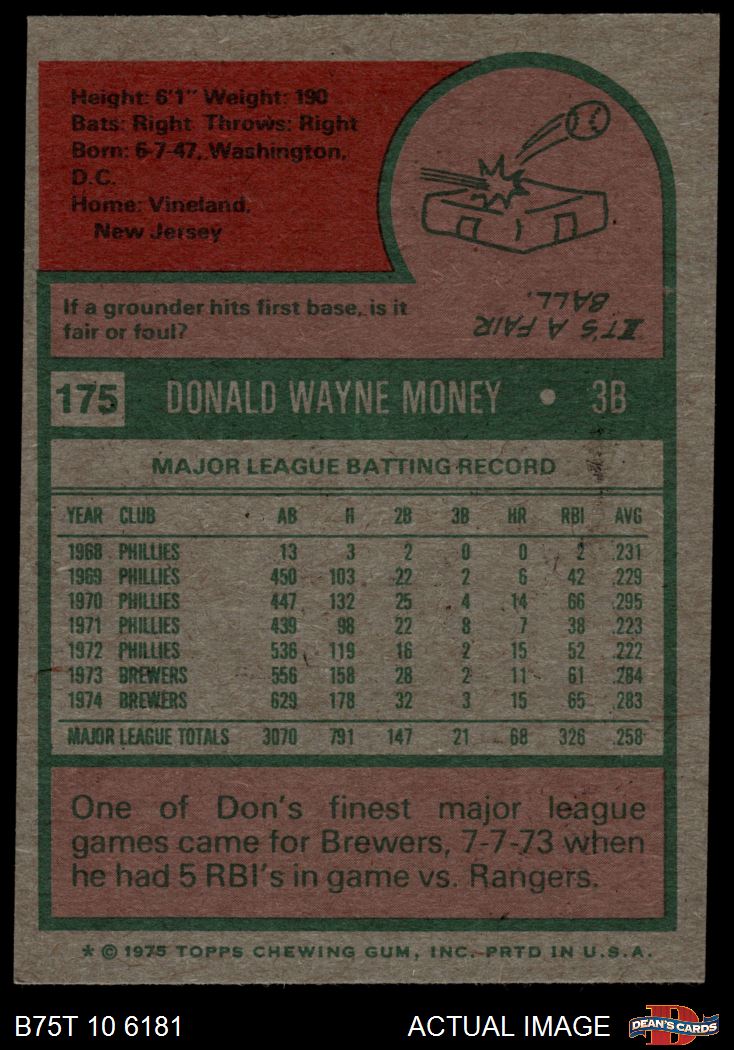 Height: 6'1" Weight: 190
Bats: Right Throws: Right
Born: 6-7-47, Washington,
D.C.
Home: Vineland,
New Jersey
If a grounder hits first base, is it
fair or foul?
IT'S A FAIR
BALL.
175 DONALD WAYNE MONEY • 3B
MAJOR LEAGUE BATTING RECORD
YEAR CLUB AB H 2B 3B HR RBI AVG
1968 PHILLIES 13 3 2 0 0 2 .231
1969 PHILLIES 450 103 22 2 6 42 .229
1970 PHILLIES 447 132 25 4 14 66 .295
1971 PHILLIES 439 98 22 8 7 38 .223
1972 PHILLIES 536 119 16 2 15 52 .222
1973 BREWERS 556 158 28 2 11 61 .284
1974 BREWERS 629 178 32 3 15 65 .283
MAJOR LEAGUE TOTALS 3070 791 147 21 68 326 .258
One of Don's finest major league
games came for Brewers, 7-7-73 when
he had 5 RBI's in game vs. Rangers.
* © 1975 TOPPS CHEWING GUM, INC. PRTD IN U.S.A.
B75T 10 6181 ACTUAL IMAGE DEAN'S CARDS